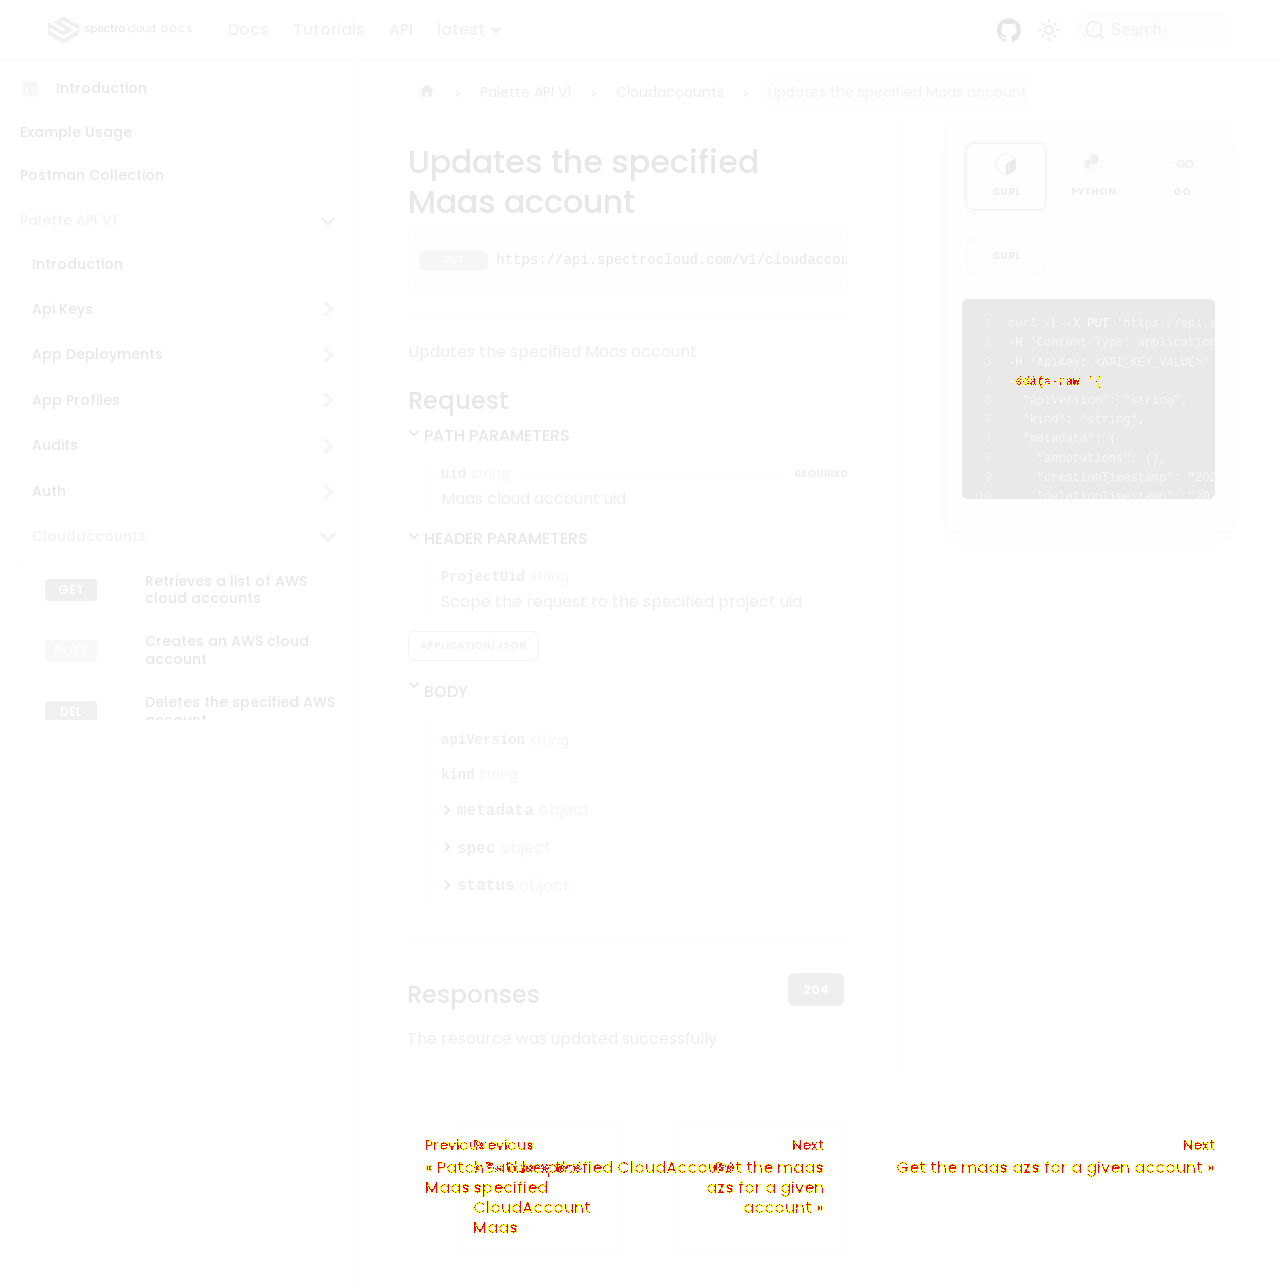 spectro cloud DOCS
Docs
Tutorials
API
latest
Search
Introduction
Example Usage
Postman Collection
Palette API V1
Introduction
Api Keys
App Deployments
App Profiles
Audits
Auth
Cloudaccounts
GET Retrieves a list of AWS
cloud accounts
POST Creates an AWS cloud
account
DEL Deletes the specified AWS
account
Palette API V1
Cloudaccounts
Updates the specified Maas account
Updates the specified
Maas account
PUT https://api.spectrocloud.com/v1/cloudaccou
Updates the specified Maas account
Request
PATH PARAMETERS
uid string REQUIRED
Maas cloud account uid
HEADER PARAMETERS
ProjectUid string
Scope the request to the specified project uid
APPLICATION/JSON
BODY
apiVersion string
kind string
metadata object
spec object
status object
Responses
204
The resource was updated successfully
CURL
PYTHON
GO
CURL
1 curl -L -X PUT 'https://api.s
2 -H 'Content-Type: application
3 -H 'ApiKey: <API_KEY_VALUE>'
4
5 "apiVersion": "string",
6 "kind": "string",
7 "metadata": {
8 "annotations": {},
9 "creationTimestamp": "202
10 "deletionTimestamp": "202
Previous
Previous
specified
CloudAccount
Maas
Next
Get the maas
azs for a given
account »
Next
Get the maas azs for a given account »